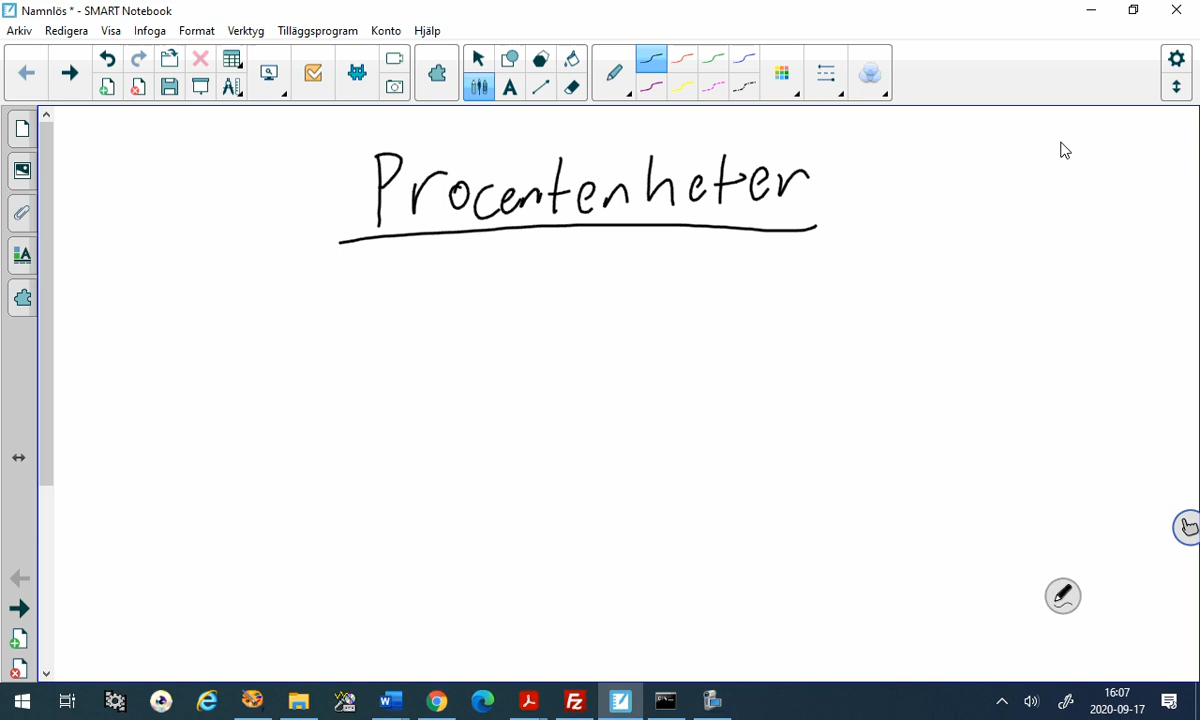 Namnlös * - SMART Notebook
Arkiv Redigera Visa Infoga Format Verktyg Tilläggsprogram Konto Hjälp
Procentenheter
16:07
2020-09-17